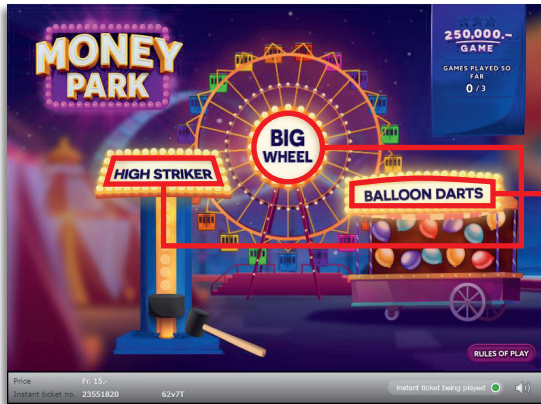 MONEY
PARK
250,000.–
GAME
GAMES PLAYED SO
FAR
0 / 3
BIG
WHEEL
HIGH STRIKER
BALLOON DARTS
RULES OF PLAY
Price Fr. 15.-
Instant ticket no. 23551820 62v7T
Instant ticket being played